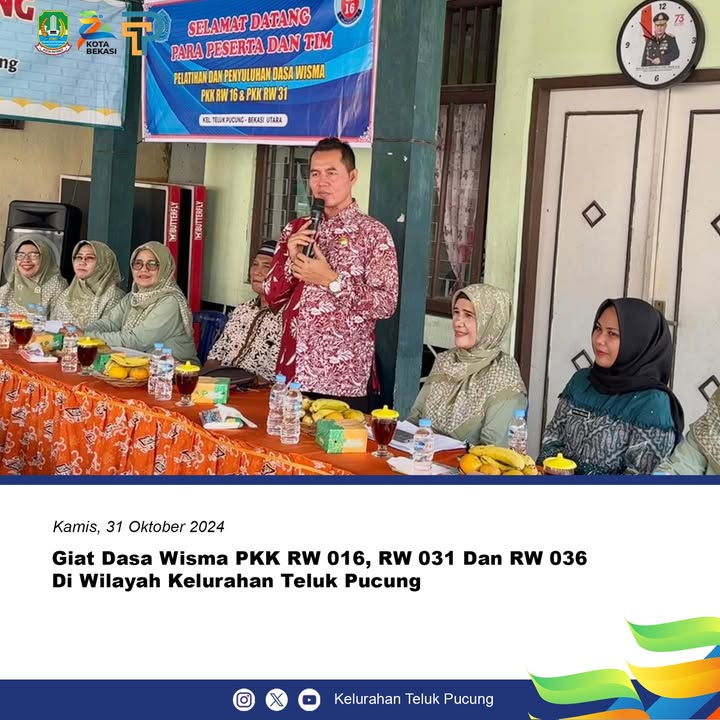 NG
ng
KOTA
BEKASI
SELAMAT DATANG
PARA PESERTA DAN TIM
PELATIHAN DAN PENYULUHAN DASA WISMA
PKK RW 16 & PKK RW 31
KEL. TELUK PUCUNG - BEKASI UTARA
16
73
BUTTERFLY
BUTTERFLY
Kamis, 31 Oktober 2024
Giat Dasa Wisma PKK RW 016, RW 031 Dan RW 036
Di Wilayah Kelurahan Teluk Pucung
Kelurahan Teluk Pucung